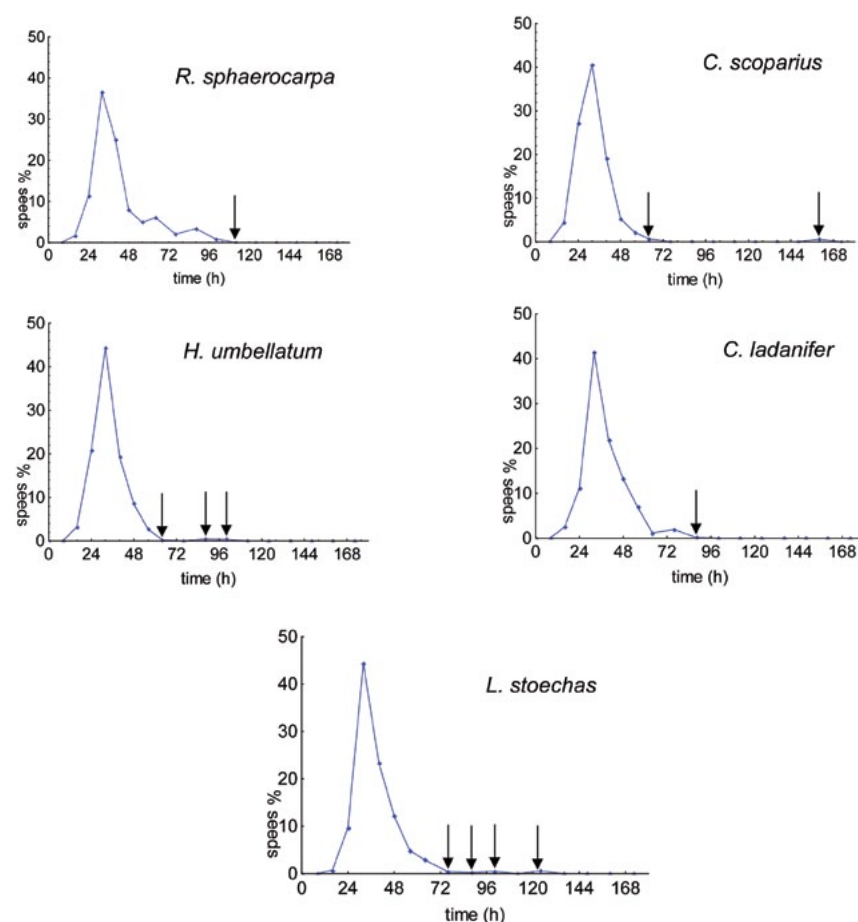 50
40
30
20
10
0
% seeds
R. sphaerocarpa
0 24 48 72 96 120 144 168
time (h)
50
40
30
20
10
0
% seeds
C. scoparius
0 24 48 72 96 120 144 168
time (h)
50
40
30
20
10
0
% seeds
H. umbellatum
0 24 48 72 96 120 144 168
time (h)
50
40
30
20
10
0
% seeds
C. ladanifer
0 24 48 72 96 120 144 168
time (h)
50
40
30
20
10
0
% seeds
L. stoechas
0 24 48 72 96 120 144 168
time (h)